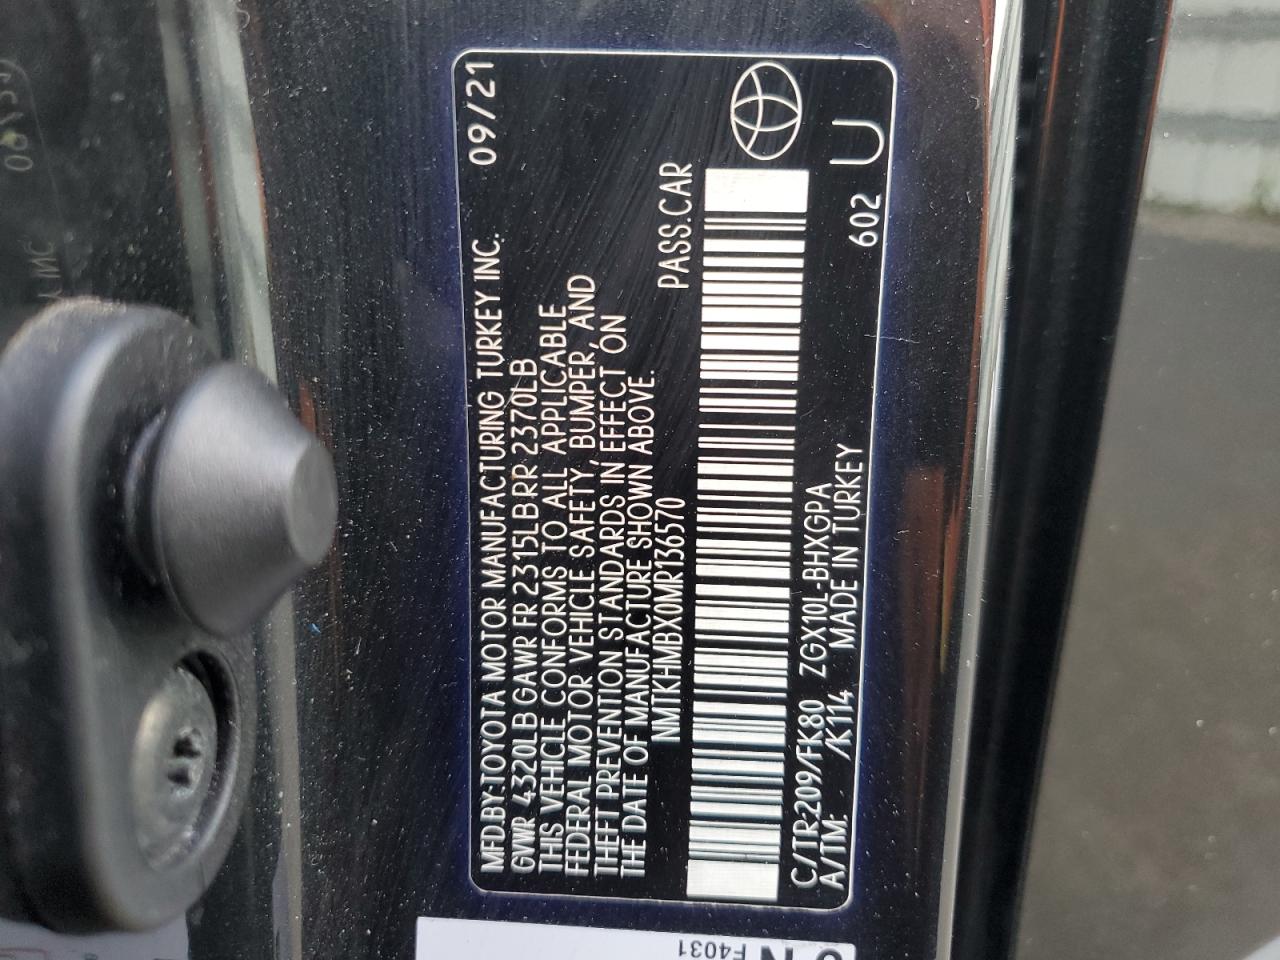 MFD.BY:TOYOTA MOTOR MANUFACTURING TURKEY INC. 09/21
GVWR 4320LB GAWR FR 2315LB RR 2370LB
THIS VEHICLE CONFORMS TO ALL APPLICABLE
FEDERAL MOTOR VEHICLE SAFETY, BUMPER, AND
THEFT PREVENTION STANDARDS IN EFFECT ON
THE DATE OF MANUFACTURE SHOWN ABOVE.
NMTKHMBX0MR136570 PASS.CAR
C/TR:209/FK80 ZGX10L-BHXGPA
A/TM: /K114 MADE IN TURKEY 602 U
F4031